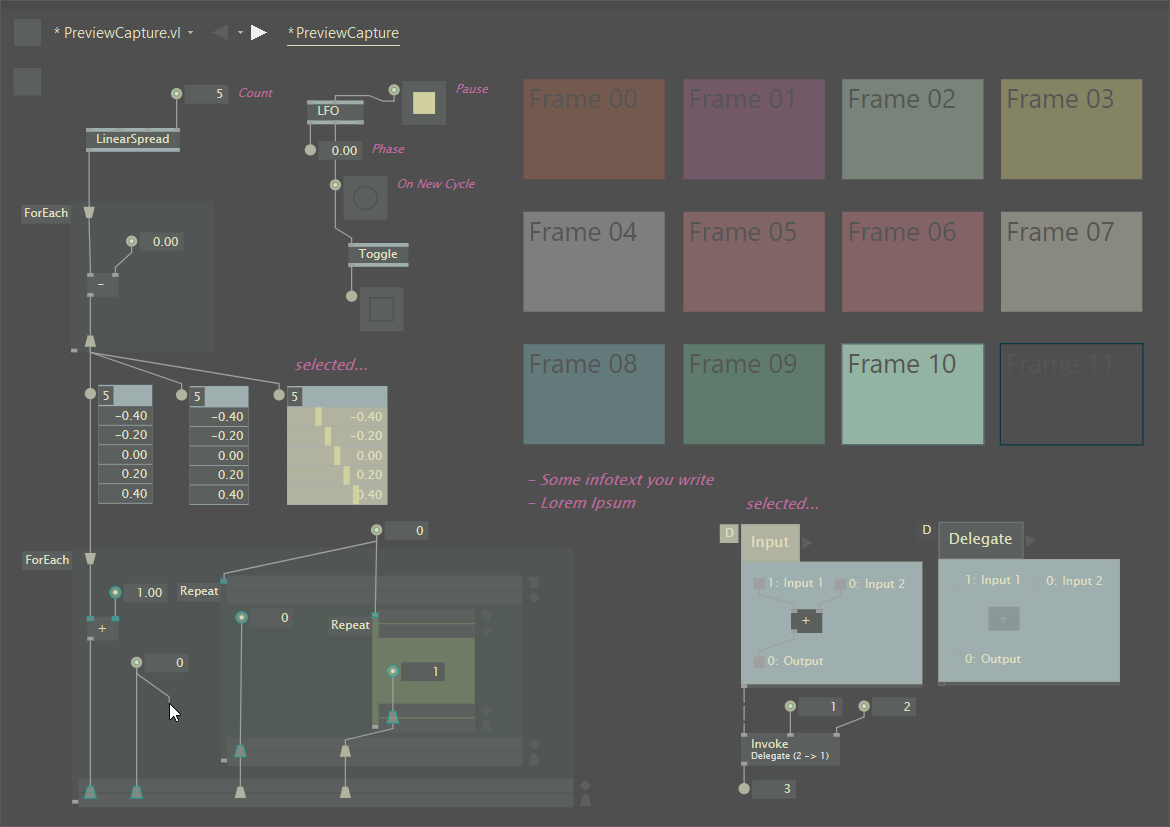 * PreviewCapture.vl
*PreviewCapture
5 Count
LinearSpread
LFO
Pause
0.00 Phase
On New Cycle
Toggle
ForEach
0.00
-
selected...
5
-0.40
-0.20
0.00
0.20
0.40
5
-0.40
-0.20
0.00
0.20
0.40
5
-0.40
-0.20
0.00
0.20
0.40
Frame 00
Frame 01
Frame 02
Frame 03
Frame 04
Frame 05
Frame 06
Frame 07
Frame 08
Frame 09
Frame 10
Frame 11
- Some infotext you write
- Lorem Ipsum
selected...
0
ForEach
1.00
Repeat
0
Repeat
+
0
1
D
Input
1: Input 1
0: Input 2
+
0: Output
D
Delegate
1: Input 1
0: Input 2
+
0: Output
1
2
Invoke
Delegate (2 -> 1)
3